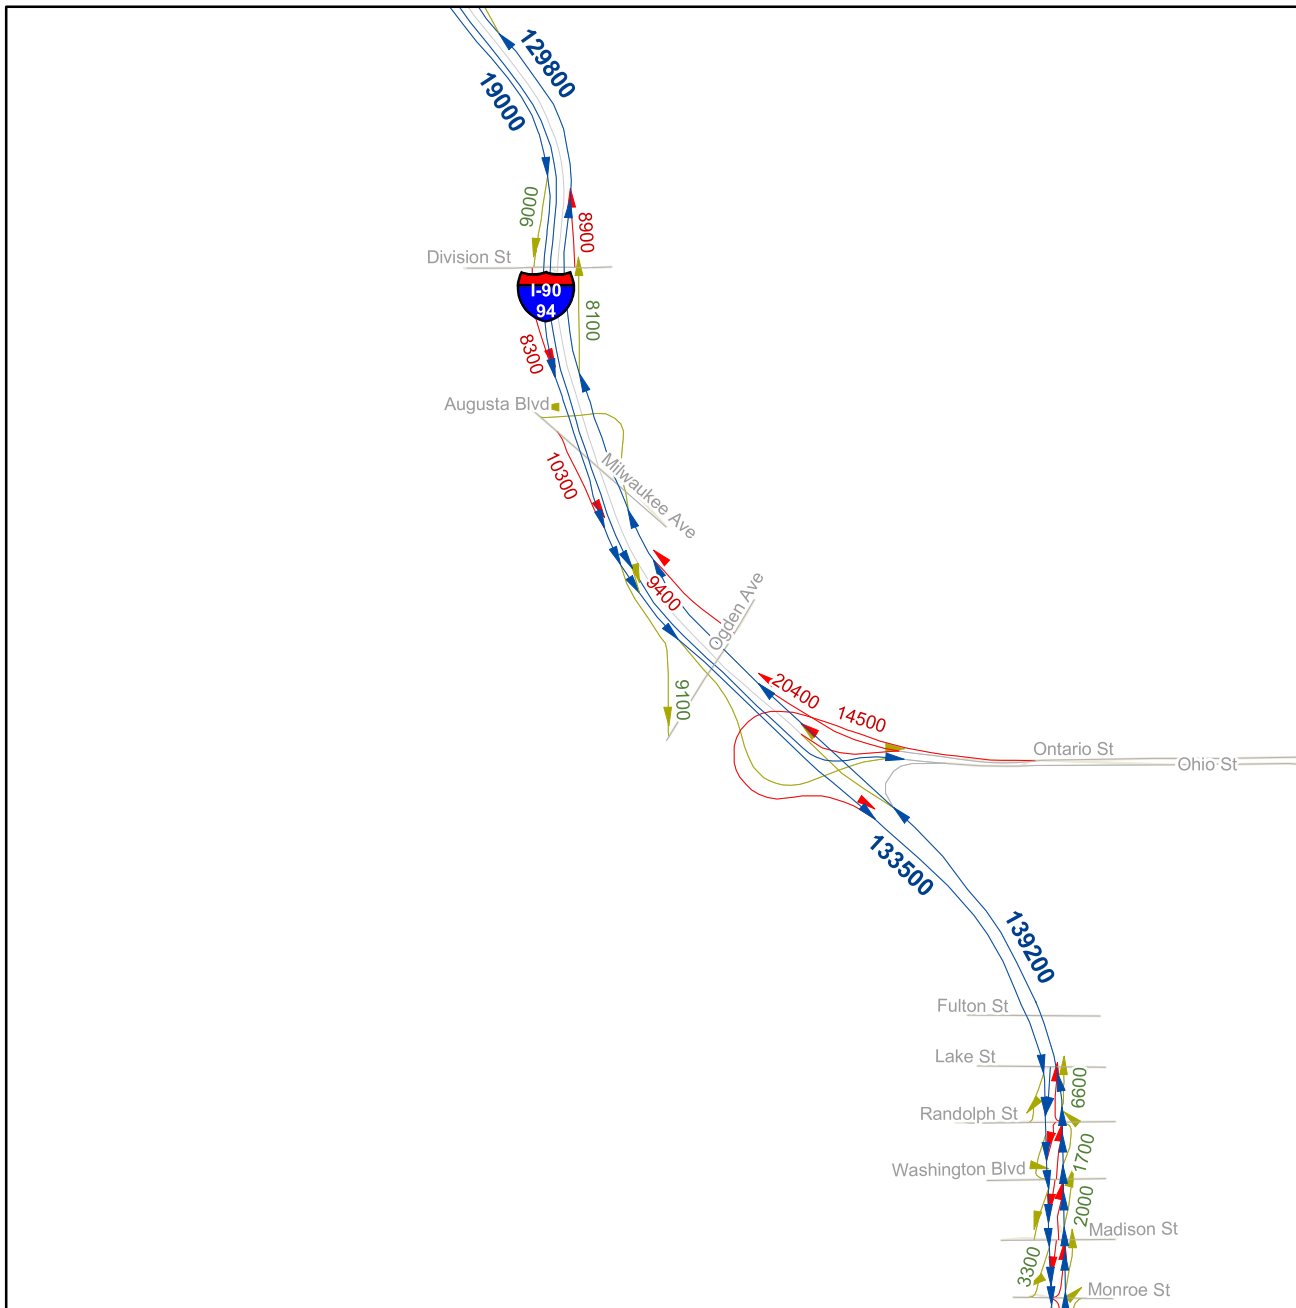 129800
19000
9000
8900
Division St
I-90
94
8100
8300
Augusta Blvd
10300
Milwaukee Ave
9400
Ogden Ave
9100
20400
14500
Ontario St
Ohio St
133500
139200
Fulton St
Lake St
6600
Randolph St
1700
Washington Blvd
2000
Madison St
3300
Monroe St